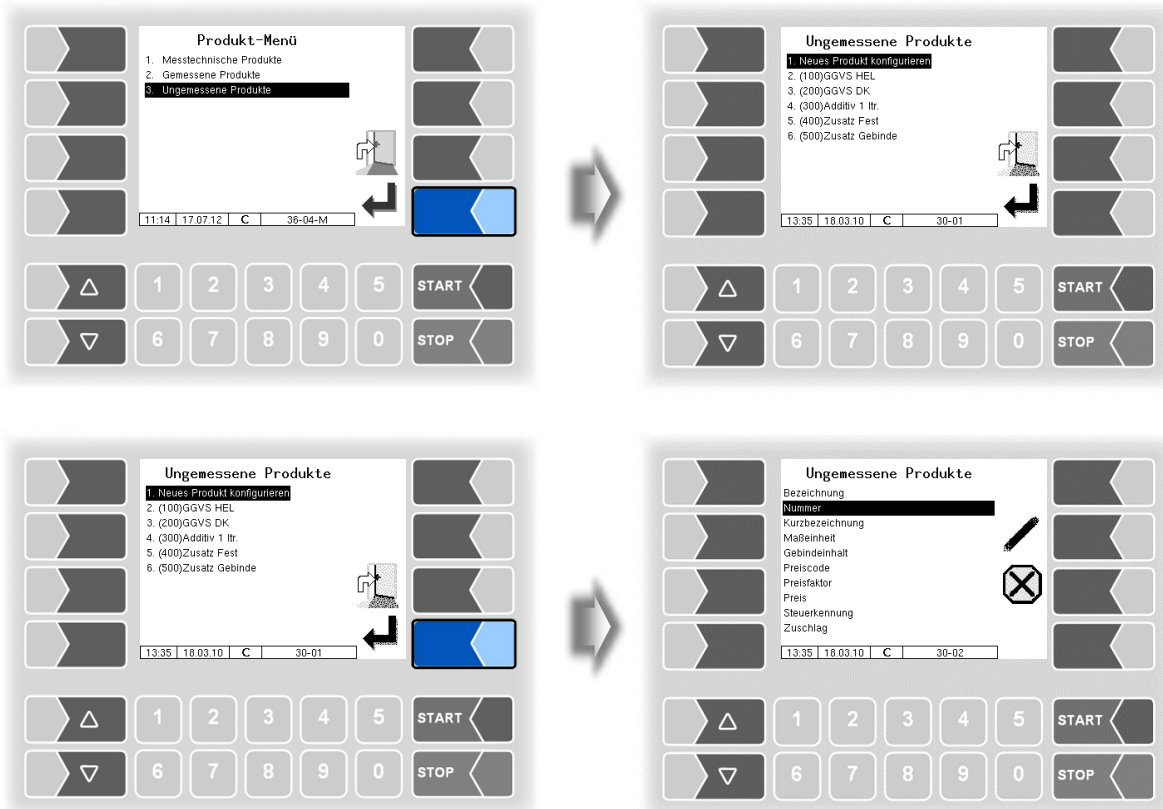 Produkt-Menü
1. Messtechnische Produkte
2. Gemessene Produkte
3. Ungemessene Produkte
11:14 17.07.12 C 36-04-M
1 2 3 4 5 START
6 7 8 9 0 STOP
Ungemessene Produkte
1. Neues Produkt konfigurieren
2. (100)GGVS HEL
3. (200)GGVS DK
4. (300)Additiv 1 ltr.
5. (400)Zusatz Fest
6. (500)Zusatz Gebinde
13:35 18.03.10 C 30-01
1 2 3 4 5 START
6 7 8 9 0 STOP
Ungemessene Produkte
1. Neues Produkt konfigurieren
2. (100)GGVS HEL
3. (200)GGVS DK
4. (300)Additiv 1 ltr.
5. (400)Zusatz Fest
6. (500)Zusatz Gebinde
13:35 18.03.10 C 30-01
1 2 3 4 5 START
6 7 8 9 0 STOP
Ungemessene Produkte
Bezeichnung
Nummer
Kurzbezeichnung
Maßeinheit
Gebindeinhalt
Preiscode
Preisfaktor
Preis
Steuerkennung
Zuschlag
13:35 18.03.10 C 30-02
1 2 3 4 5 START
6 7 8 9 0 STOP